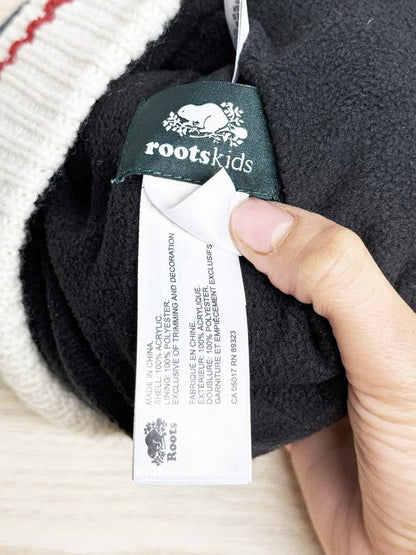 rootskids
MADE IN CHINA.
SHELL: 100% ACRYLIC.
LINING: 100% POLYESTER.
EXCLUSIVE OF TRIMMING AND DECORATION
FABRIQUÉ EN CHINE.
EXTÉRIEUR: 100% ACRYLIQUE.
DOUBLURE: 100% POLYESTER.
GARNITURE ET EMPIÈCEMENT EXCLUSIFS
CA 05017 RN 89323
Roots